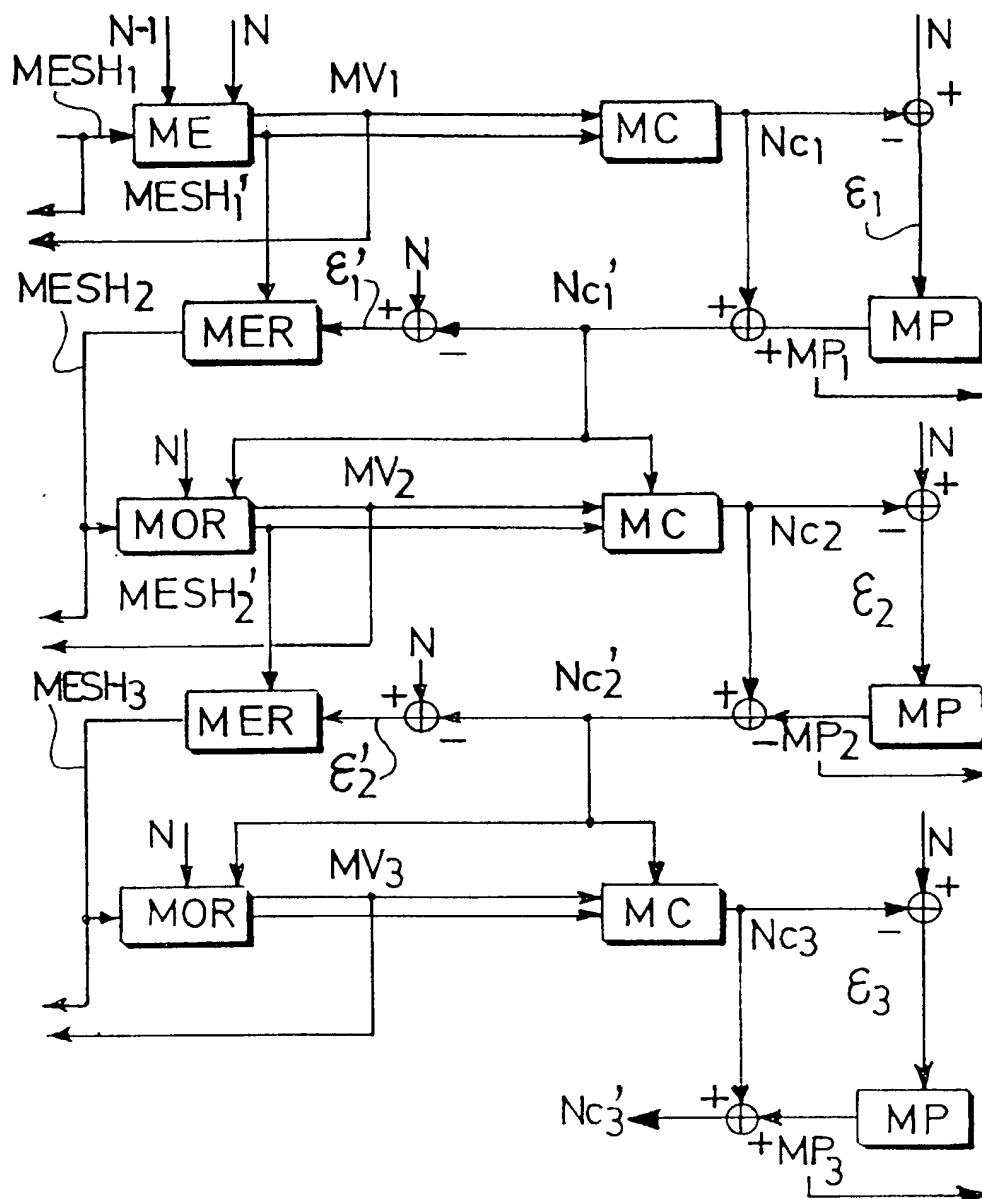 N-1 N N
MESH1 MV1 +
ME MC
Nc1 -
MESH1'
ε1
MESH2 ε1' N Nc1'
MER + - + MP
+MP1
N MV2 N
MOR MC +
Nc2 -
MESH2' ε2
MESH3 N Nc2'
MER + - + MP
ε2' -MP2
N MV3 N
MOR MC +
Nc3 -
ε3
Nc3' + MP
+MP3